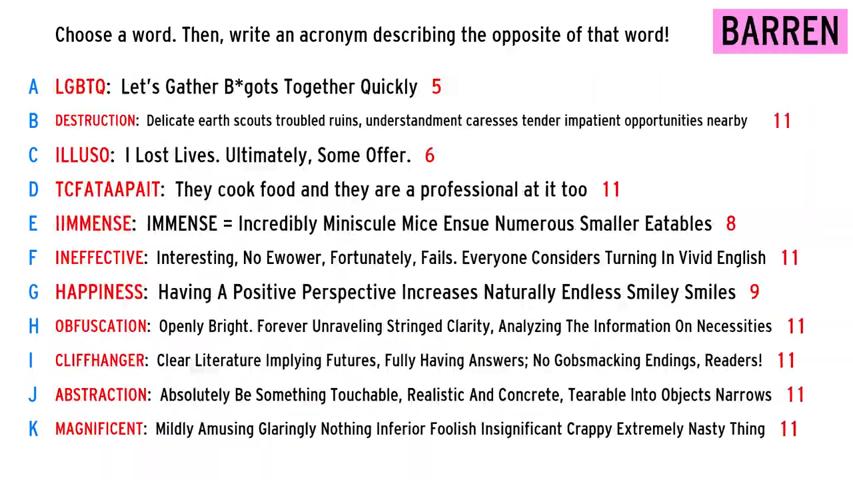 Choose a word. Then, write an acronym describing the opposite of that word!
BARREN
A LGBTQ: Let's Gather B*gots Together Quickly 5
B DESTRUCTION: Delicate earth scouts troubled ruins, understandment caresses tender impatient opportunities nearby 11
C ILLUSO: I Lost Lives. Ultimately, Some Offer. 6
D TCFATAAPAIT: They cook food and they are a professional at it too 11
E IIMMENSE: IMMENSE = Incredibly Miniscule Mice Ensue Numerous Smaller Eatables 8
F INEFFECTIVE: Interesting, No Ewower, Fortunately, Fails. Everyone Considers Turning In Vivid English 11
G HAPPINESS: Having A Positive Perspective Increases Naturally Endless Smiley Smiles 9
H OBFUSCATION: Openly Bright. Forever Unraveling Stringed Clarity, Analyzing The Information On Necessities 11
I CLIFFHANGER: Clear Literature Implying Futures, Fully Having Answers; No Gobsmacking Endings, Readers! 11
J ABSTRACTION: Absolutely Be Something Touchable, Realistic And Concrete, Tearable Into Objects Narrows 11
K MAGNIFICENT: Mildly Amusing Glaringly Nothing Inferior Foolish Insignificant Crappy Extremely Nasty Thing 11